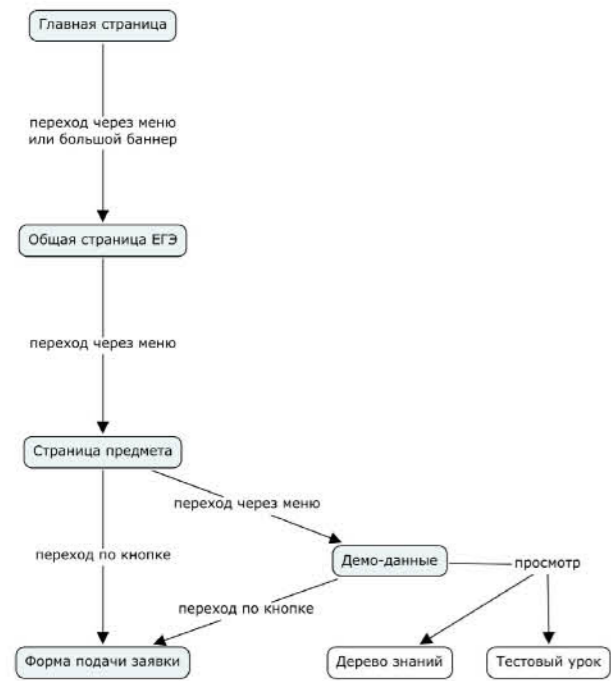 Главная страница
переход через меню
или большой баннер
Общая страница ЕГЭ
переход через меню
Страница предмета
переход через меню
переход по кнопке
Демо-данные
просмотр
переход по кнопке
Форма подачи заявки
Дерево знаний
Тестовый урок